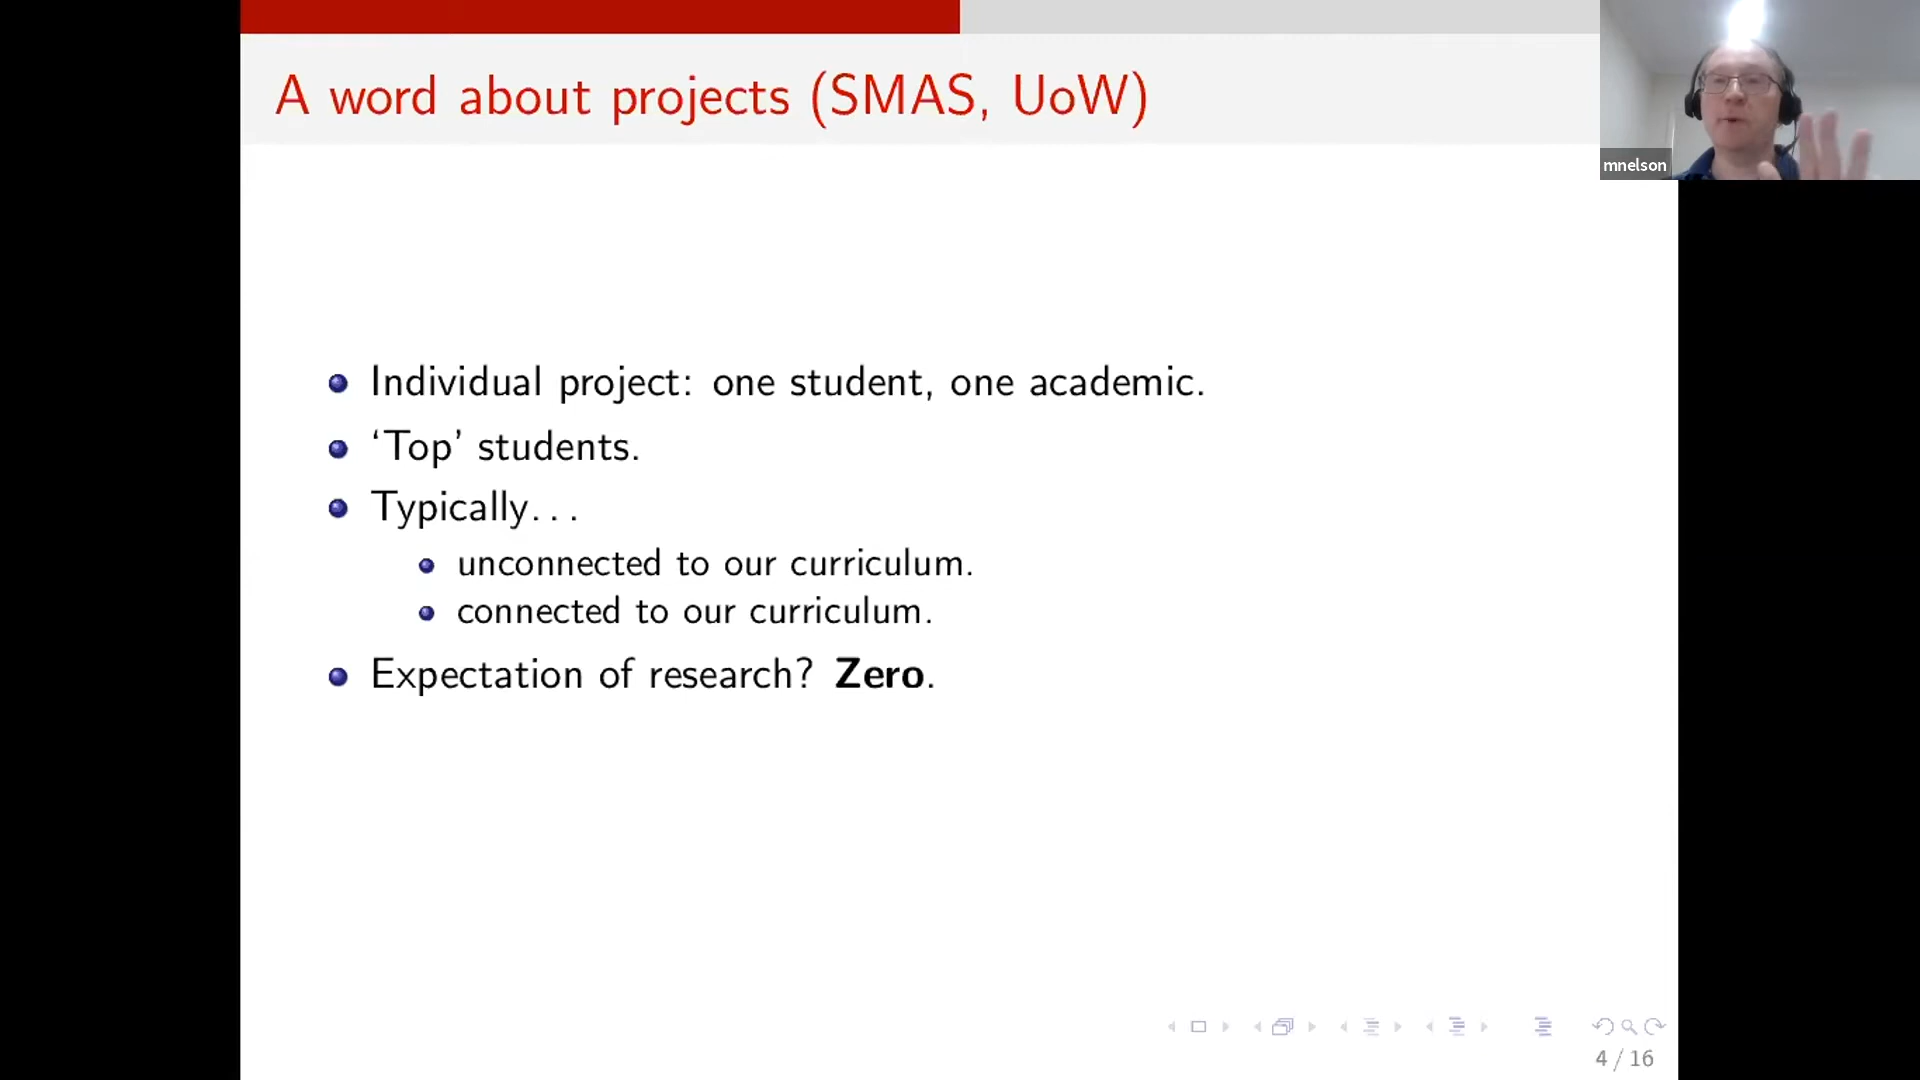 A word about projects (SMAS, UoW)
mnelson
Individual project: one student, one academic.
‘Top’ students.
Typically. . .
unconnected to our curriculum.
connected to our curriculum.
Expectation of research? Zero.
4 / 16